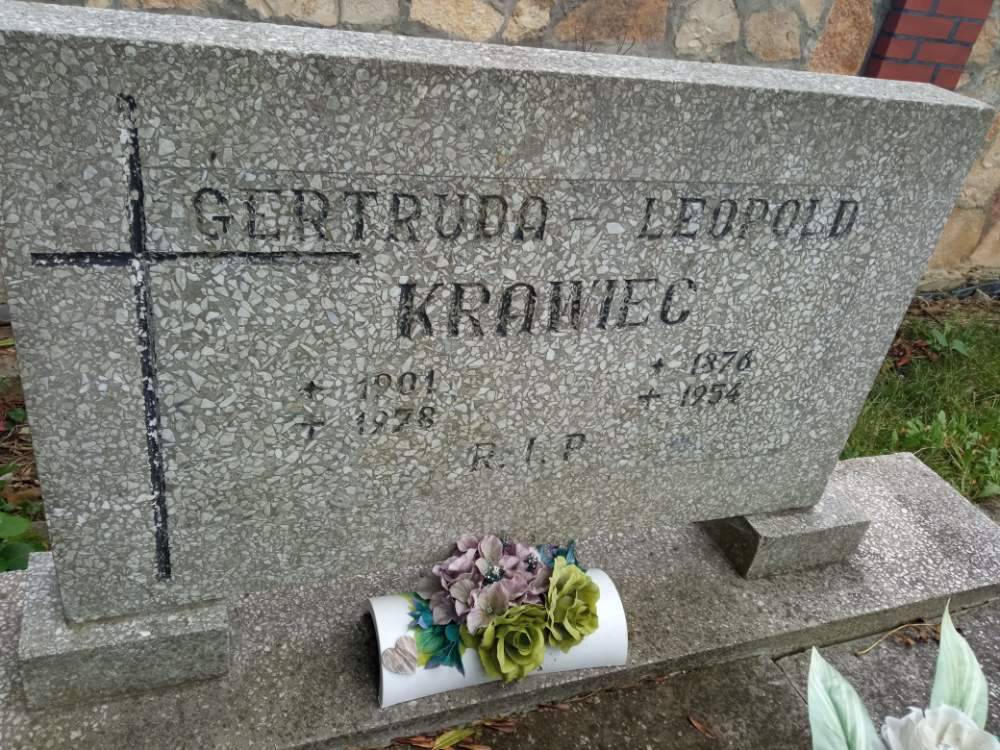 GERTRUDA - LEOPOLD
KRAWIEC
+ 1901 + 1876
+ 1978 + 1954
R. I. P